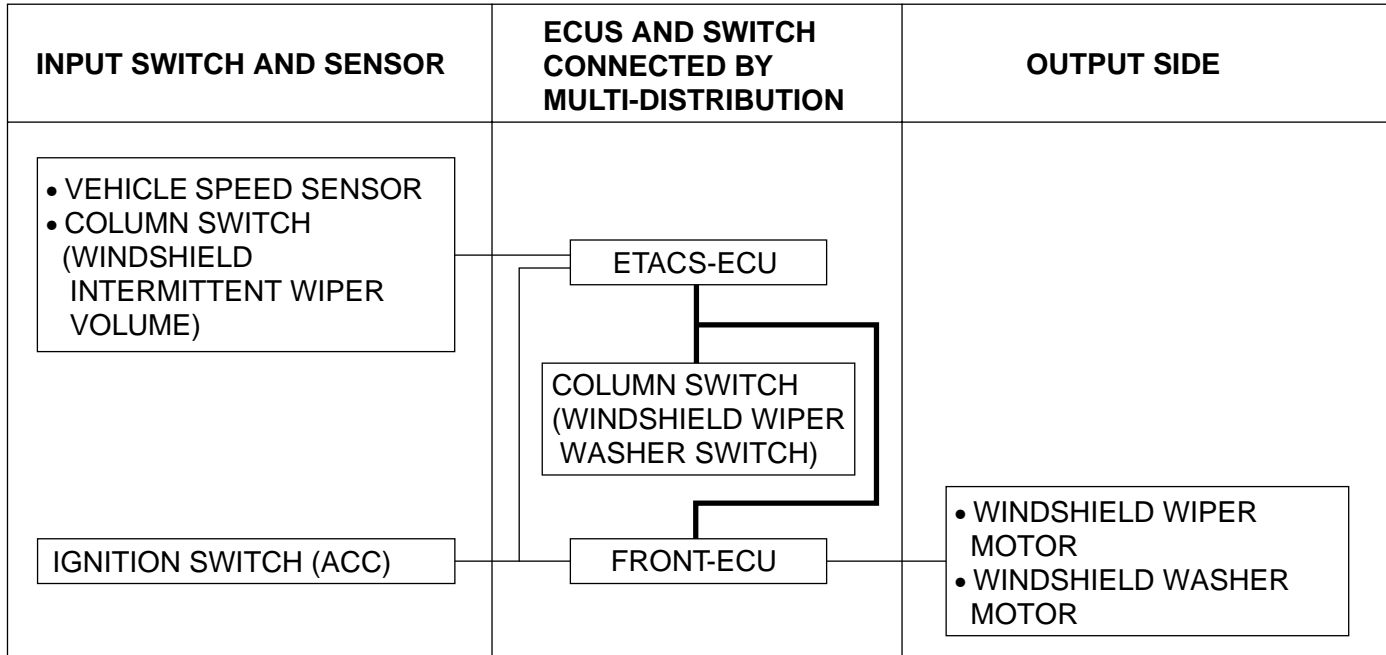 INPUT SWITCH AND SENSOR
ECUS AND SWITCH
CONNECTED BY
MULTI-DISTRIBUTION
OUTPUT SIDE
• VEHICLE SPEED SENSOR
• COLUMN SWITCH
(WINDSHIELD
INTERMITTENT WIPER
VOLUME)
ETACS-ECU
COLUMN SWITCH
(WINDSHIELD WIPER
WASHER SWITCH)
IGNITION SWITCH (ACC)
FRONT-ECU
• WINDSHIELD WIPER
MOTOR
• WINDSHIELD WASHER
MOTOR